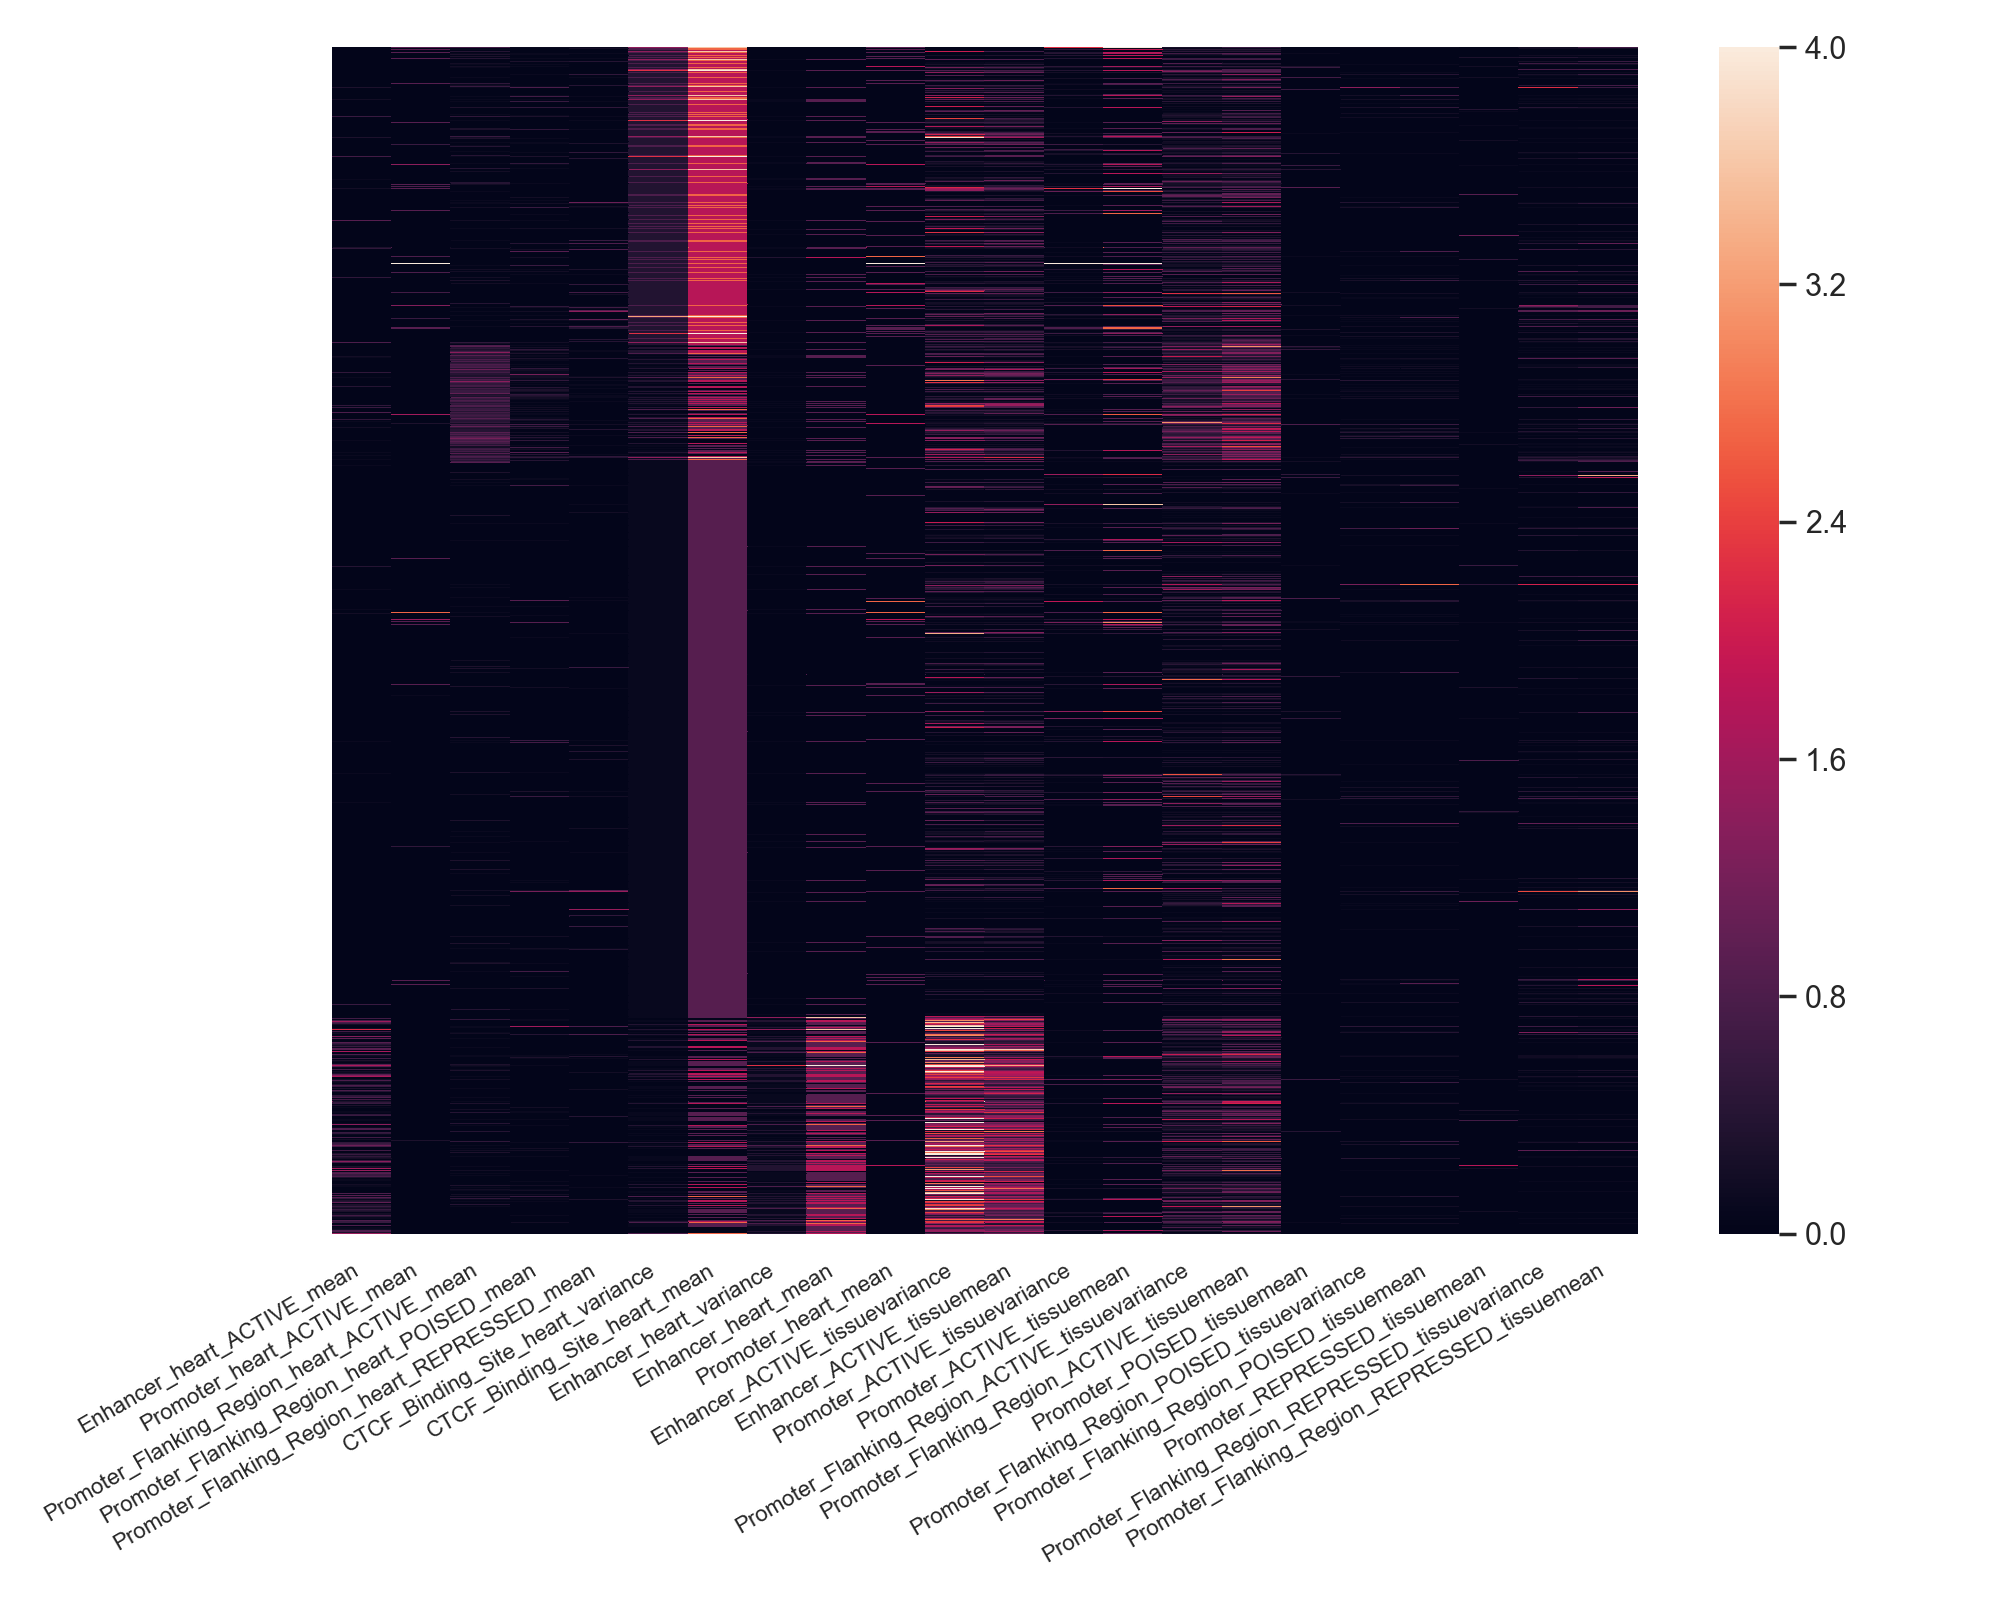 4.0
3.2
2.4
1.6
0.8
0.0
Enhancer_heart_ACTIVE_mean
Promoter_heart_ACTIVE_mean
Promoter_Flanking_Region_heart_ACTIVE_mean
Promoter_Flanking_Region_heart_POISED_mean
Promoter_Flanking_Region_heart_REPRESSED_mean
CTCF_Binding_Site_heart_variance
CTCF_Binding_Site_heart_mean
Enhancer_heart_variance
Enhancer_heart_mean
Promoter_heart_mean
Enhancer_ACTIVE_tissuevariance
Enhancer_ACTIVE_tissuemean
Promoter_ACTIVE_tissuevariance
Promoter_ACTIVE_tissuemean
Promoter_Flanking_Region_ACTIVE_tissuevariance
Promoter_Flanking_Region_ACTIVE_tissuemean
Promoter_POISED_tissuemean
Promoter_Flanking_Region_POISED_tissuevariance
Promoter_Flanking_Region_POISED_tissuemean
Promoter_REPRESSED_tissuemean
Promoter_Flanking_Region_REPRESSED_tissuevariance
Promoter_Flanking_Region_REPRESSED_tissuemean